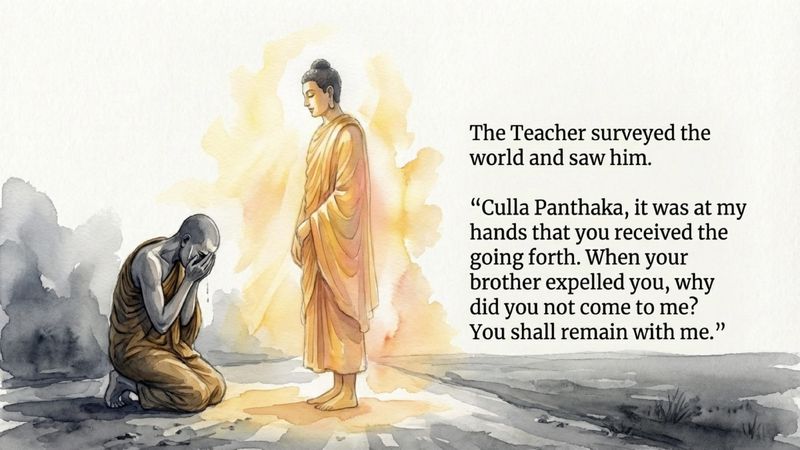 The Teacher surveyed the
world and saw him.
“Culla Panthaka, it was at my
hands that you received the
going forth. When your
brother expelled you, why
did you not come to me?
You shall remain with me.”